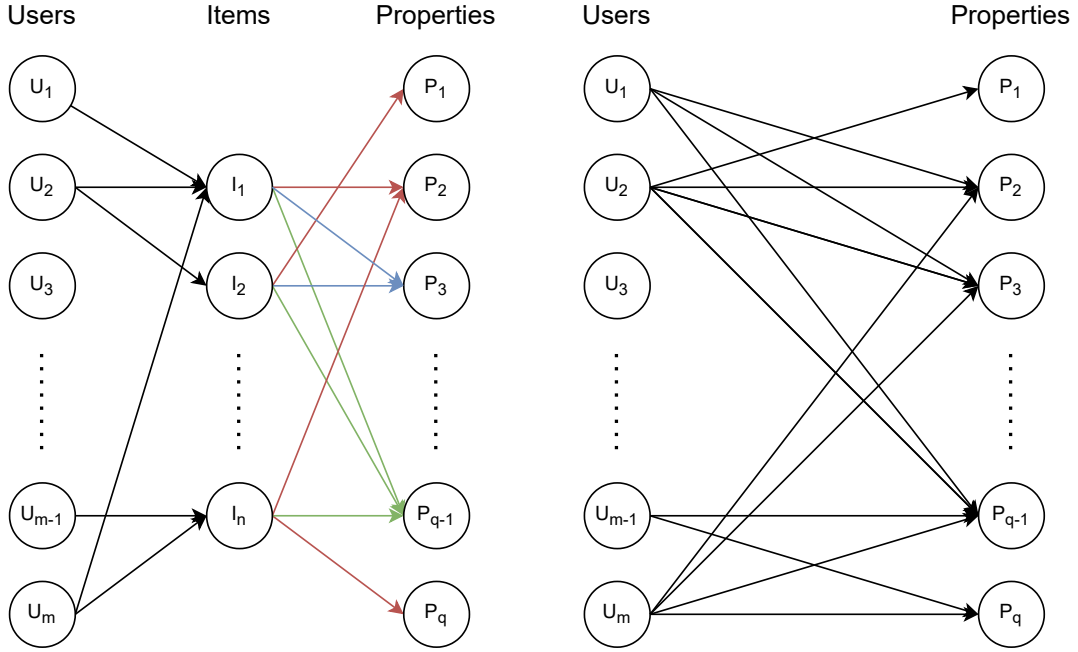 Users Items Properties Users Properties
U1 P1 U1 P1
U2 I1 P2 U2 P2
U3 I2 P3 U3 P3
Um-1 In Pq-1 Um-1 Pq-1
Um Pq Um Pq